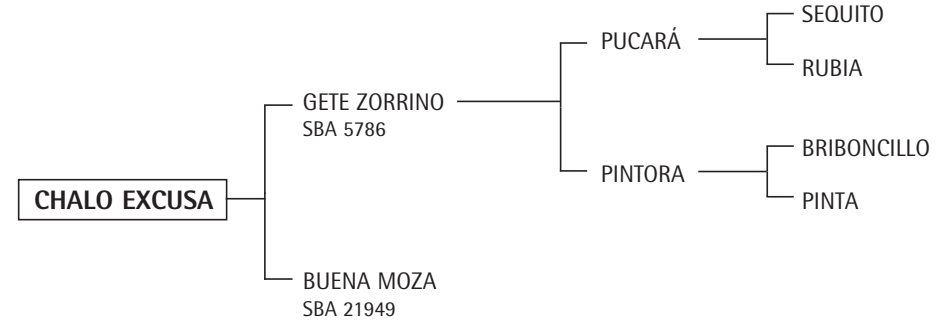 SEQUITO
PUCARÁ
RUBIA
GETE ZORRINO
SBA 5786
BRIBONCILLO
PINTORA
PINTA
CHALO EXCUSA
BUENA MOZA
SBA 21949